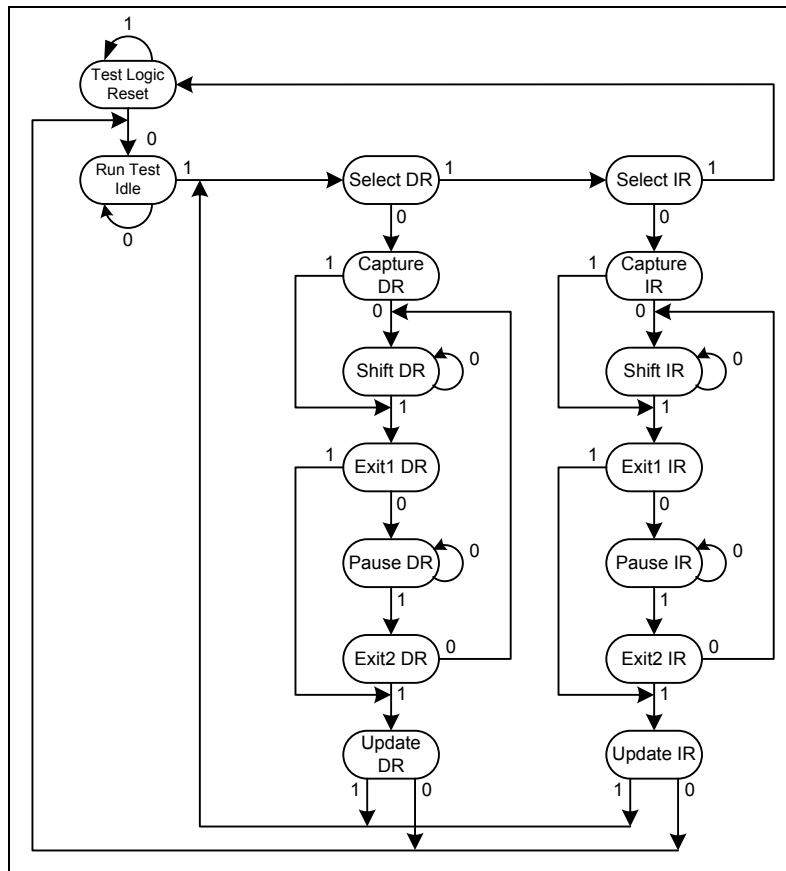 1
Test Logic
Reset
0
Run Test
Idle
1
0
Select DR
1
Select IR
1
0
0
1
Capture
DR
0
1
Capture
IR
0
Shift DR
0
Shift IR
0
1
1
1
Exit1 DR
1
Exit1 IR
0
0
Pause DR
0
Pause IR
0
1
1
Exit2 DR
0
Exit2 IR
0
1
1
Update
DR
Update IR
1
0
1
0